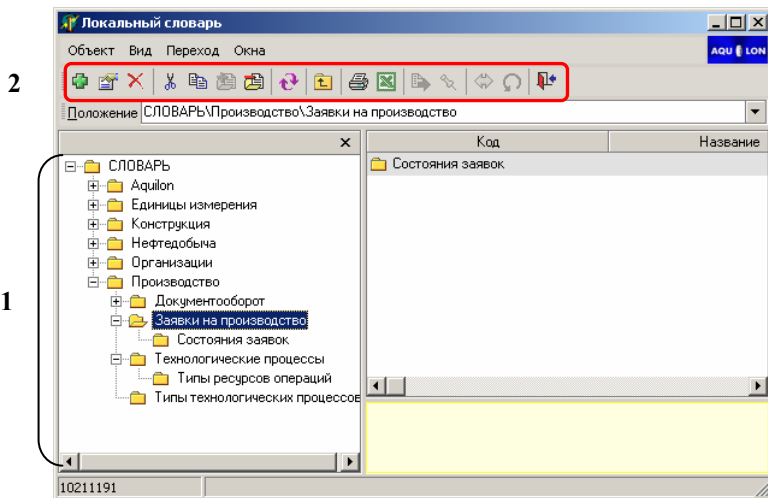 Локальный словарь
Объект Вид Переход Окна
AQU LON
2
Положение СЛОВАРЬ\Производство\Заявки на производство
Код Название
СЛОВАРЬ
Состояния заявок
Aquilon
Единицы измерения
Конструкция
Нефтедобыча
Организации
Производство
1
Документооборот
Заявки на производство
Состояния заявок
Технологические процессы
Типы ресурсов операций
Типы технологических процессов
10211191